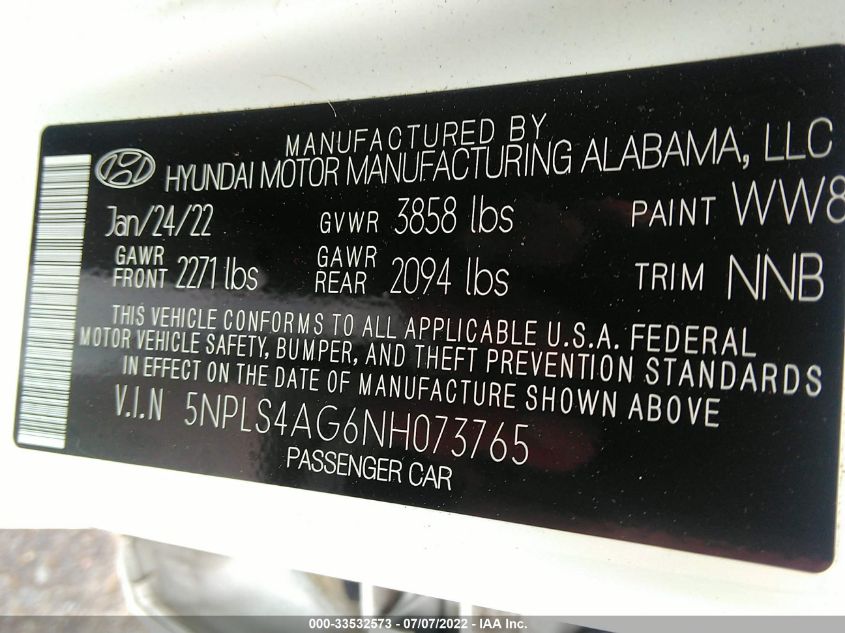 MANUFACTURED BY
HYUNDAI MOTOR MANUFACTURING ALABAMA, LLC
Jan/24/22 GVWR 3858 lbs PAINT WW8
GAWR FRONT 2271 lbs GAWR REAR 2094 lbs TRIM NNB
THIS VEHICLE CONFORMS TO ALL APPLICABLE U.S.A. FEDERAL
MOTOR VEHICLE SAFETY, BUMPER, AND THEFT PREVENTION STANDARDS
IN EFFECT ON THE DATE OF MANUFACTURE SHOWN ABOVE
V.I.N 5NPLS4AG6NH073765
PASSENGER CAR
000-33532573 - 07/07/2022 - IAA Inc.